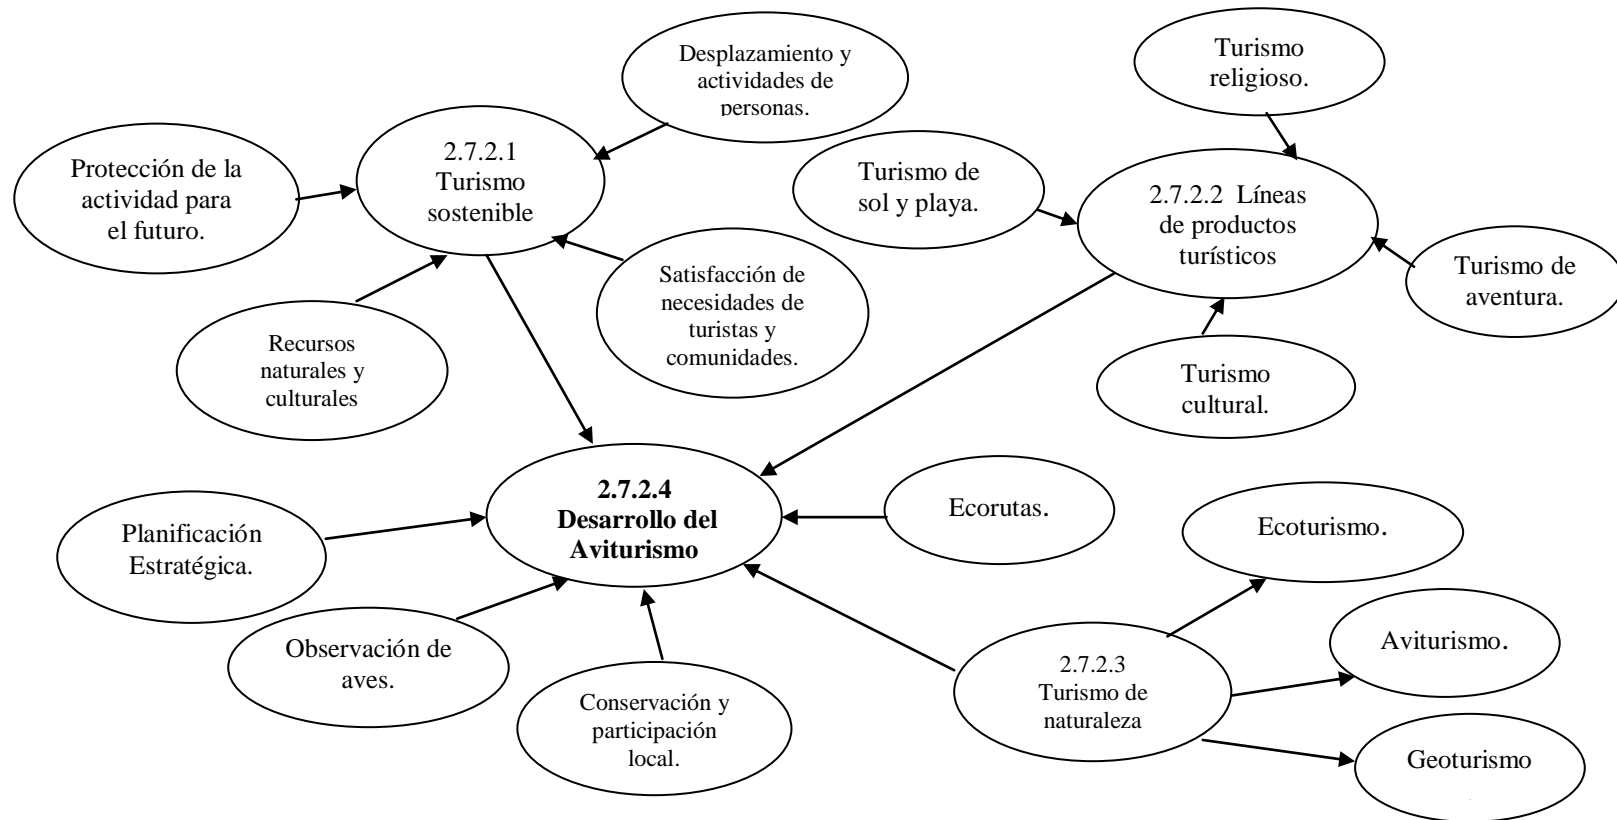 Desplazamiento y
actividades de
personas.
Turismo
religioso.
2.7.2.1
Turismo
sostenible
Protección de la
actividad para
el futuro.
Turismo de
sol y playa.
2.7.2.2 Líneas
de productos
turísticos
Turismo de
aventura.
Satisfacción de
necesidades de
turistas y
comunidades.
Recursos
naturales y
culturales
Turismo
cultural.
2.7.2.4
Desarrollo del
Aviturismo
Ecorutas.
Planificación
Estratégica.
Ecoturismo.
Observación de
aves.
Aviturismo.
2.7.2.3
Turismo de
naturaleza
Conservación y
participación
local.
Geoturismo
.